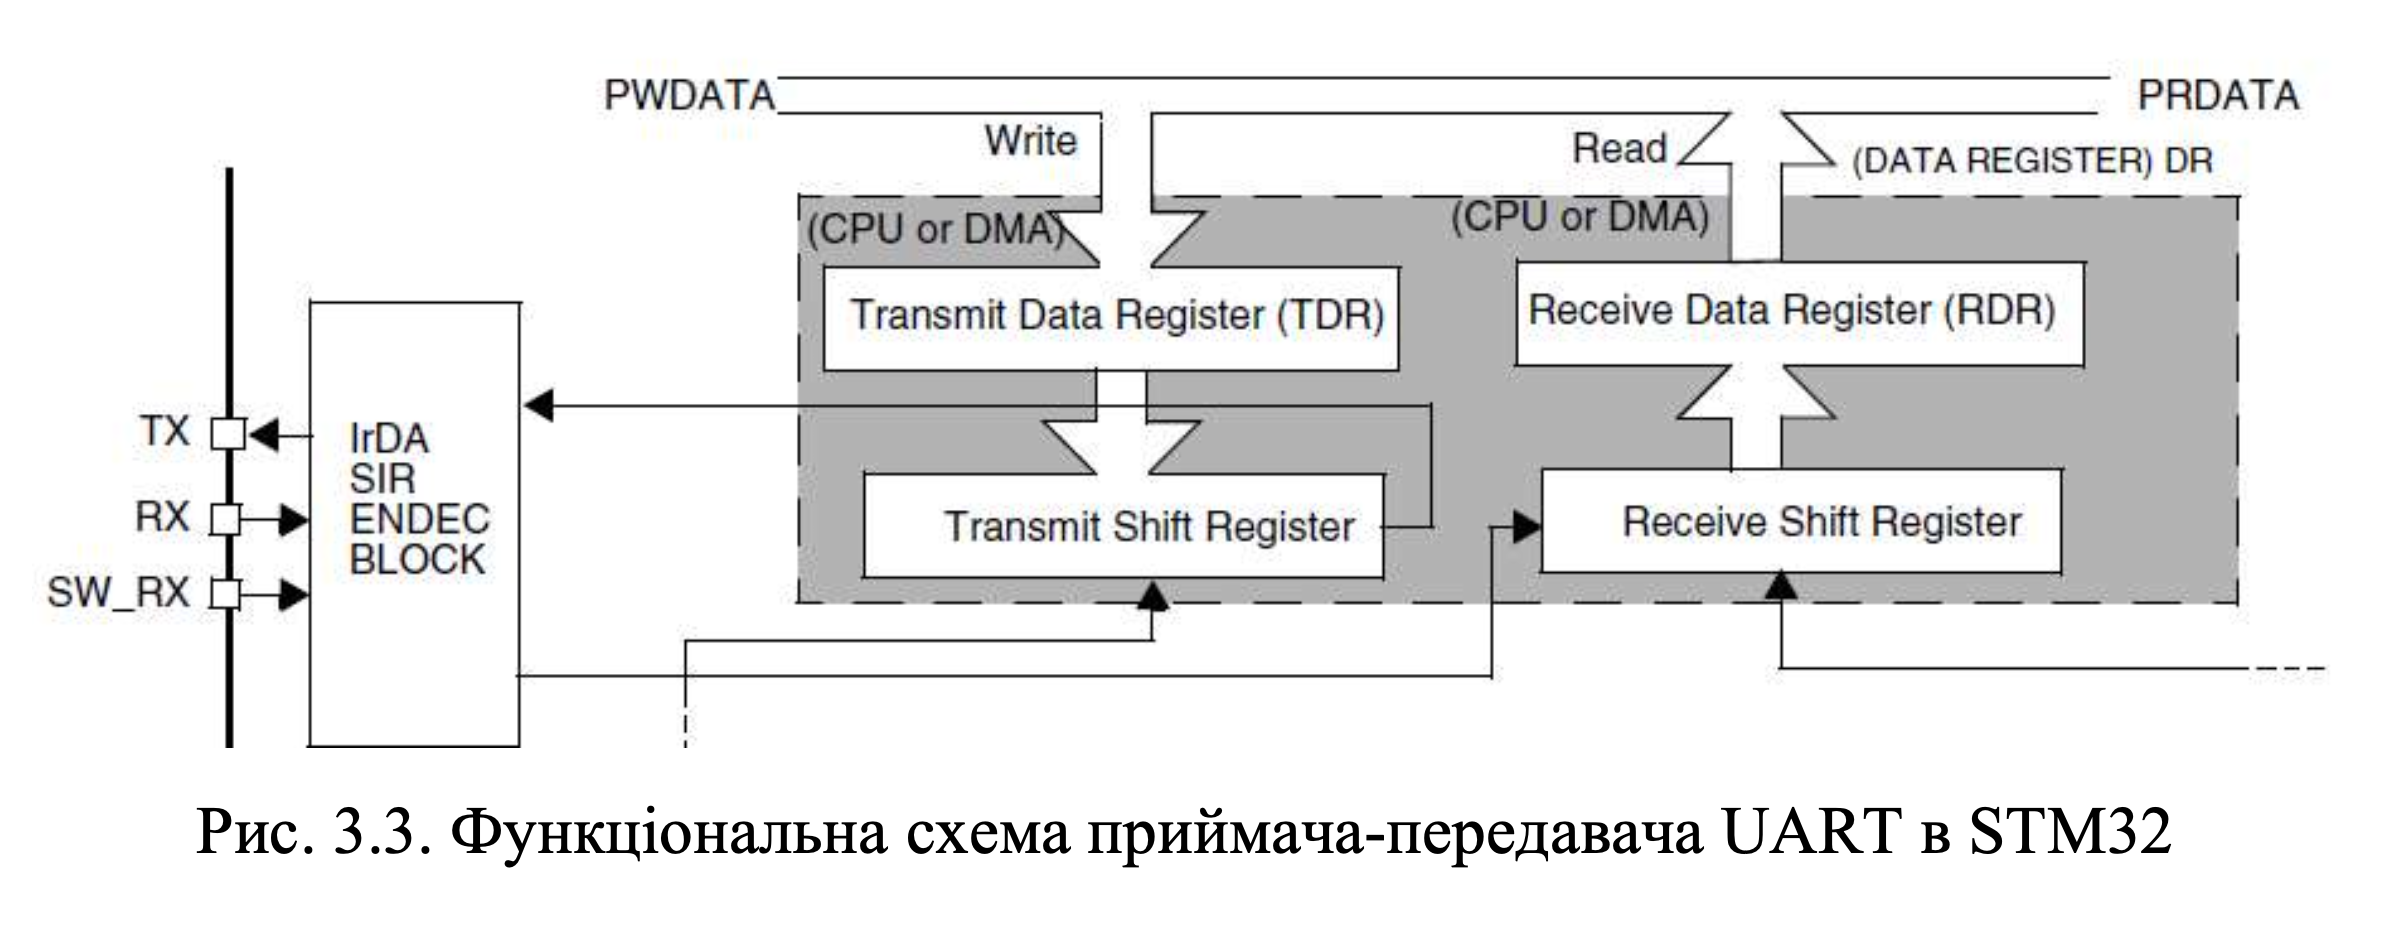 PWDATA
PRDATA
Write
Read
(DATA REGISTER) DR
(CPU or DMA)
(CPU or DMA)
Transmit Data Register (TDR)
Receive Data Register (RDR)
TX
RX
SW_RX
IrDA
SIR
ENDEC
BLOCK
Transmit Shift Register
Receive Shift Register
Рис. 3.3. Функціональна схема приймача-передавача UART в STM32